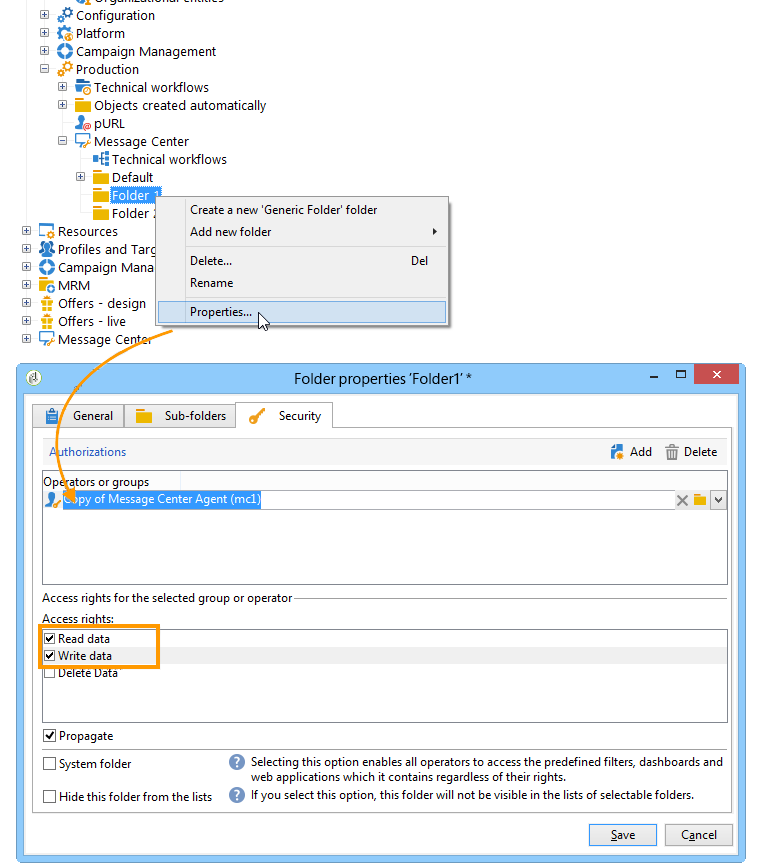 Organizational entities
Configuration
Platform
Campaign Management
Production
Technical workflows
Objects created automatically
pURL
Message Center
Technical workflows
Default
Folder 1
Folder
Create a new 'Generic Folder' folder
Add new folder
Delete... Del
Rename
Properties...
Resources
Profiles and Targ
Campaign Mana
MRM
Offers - design
Offers - live
Message Center
Folder properties 'Folder1' *
General Sub-folders Security
Authorizations Add Delete
Operators or groups
Copy of Message Center Agent (mc1)
Access rights for the selected group or operator
Access rights:
Read data
Write data
Delete Data
Propagate
System folder
? Selecting this option enables all operators to access the predefined filters, dashboards and
web applications which it contains regardless of their rights.
Hide this folder from the lists
? If you select this option, this folder will not be visible in the lists of selectable folders.
Save Cancel